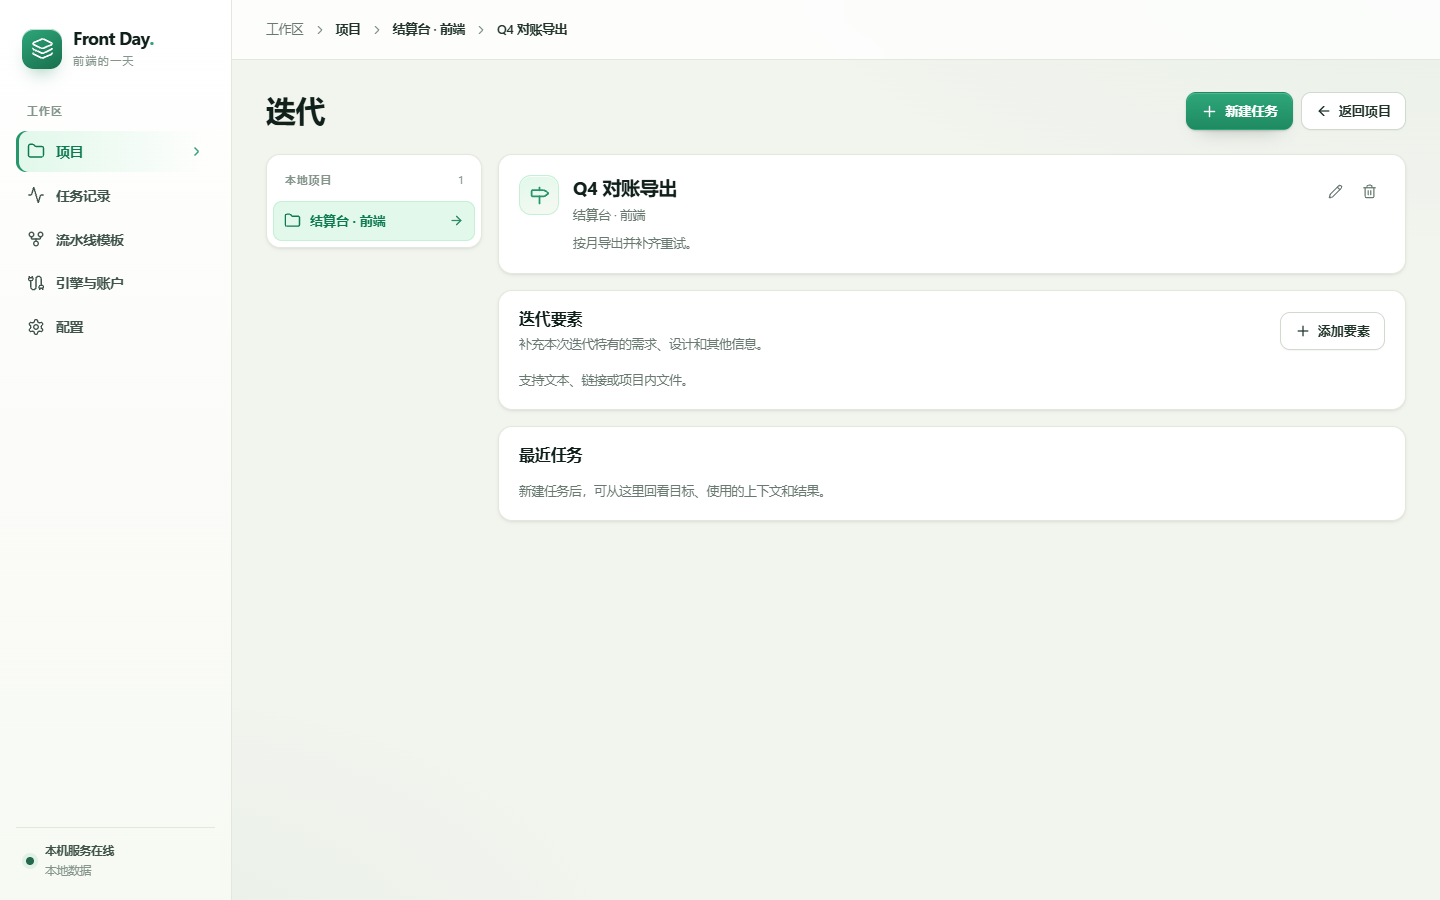 Front Day.
前端的一天
工作区
项目
任务记录
流水线模板
引擎与账户
配置
本机服务在线
本地数据
工作区
项目
结算台 · 前端
Q4 对账导出
迭代
新建任务
返回项目
本地项目
1
结算台 · 前端
Q4 对账导出
结算台 · 前端
按月导出并补齐重试。
迭代要素
补充本次迭代特有的需求、设计和其他信息。
添加要素
支持文本、链接或项目内文件。
最近任务
新建任务后，可从这里回看目标、使用的上下文和结果。